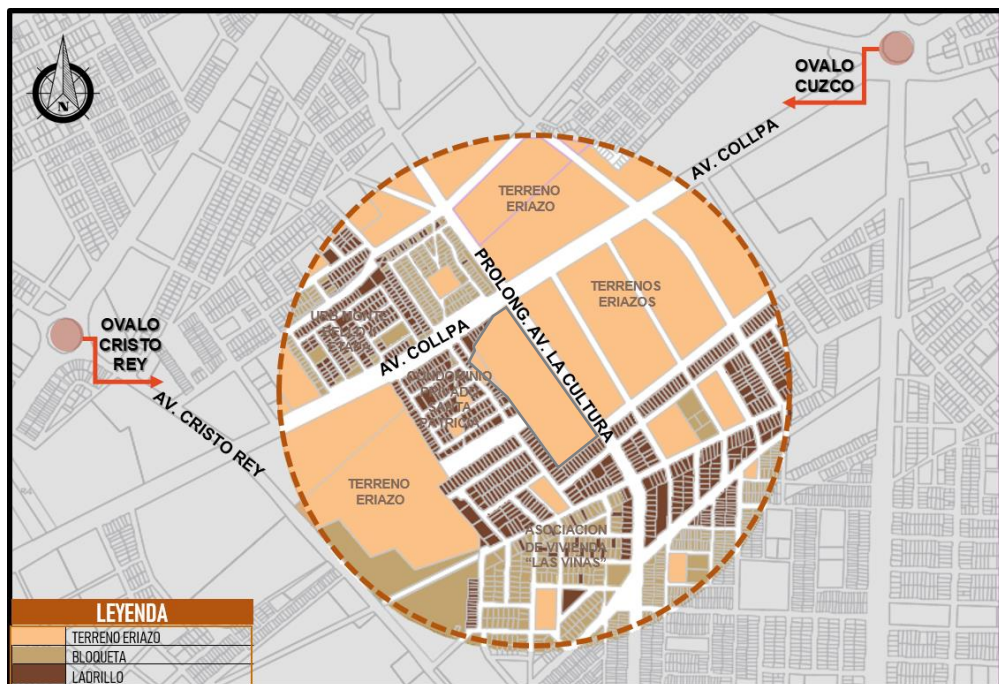 N
OVALO
CUZCO
AV. COLLPA
TERRENO
ERIAZO
PROLONG. AV. LA CULTURA
TERRENOS
ERIAZOS
OVALO
CRISTO
REY
AV. COLLPA
AV. CRISTO REY
SANTA
TERRENO
ERIAZO
ASOCIACION
DE VIVIENDA
"LAS VIÑAS"
LEYENDA
TERRENO ERIAZO
BLOQUETA
LADRILLO